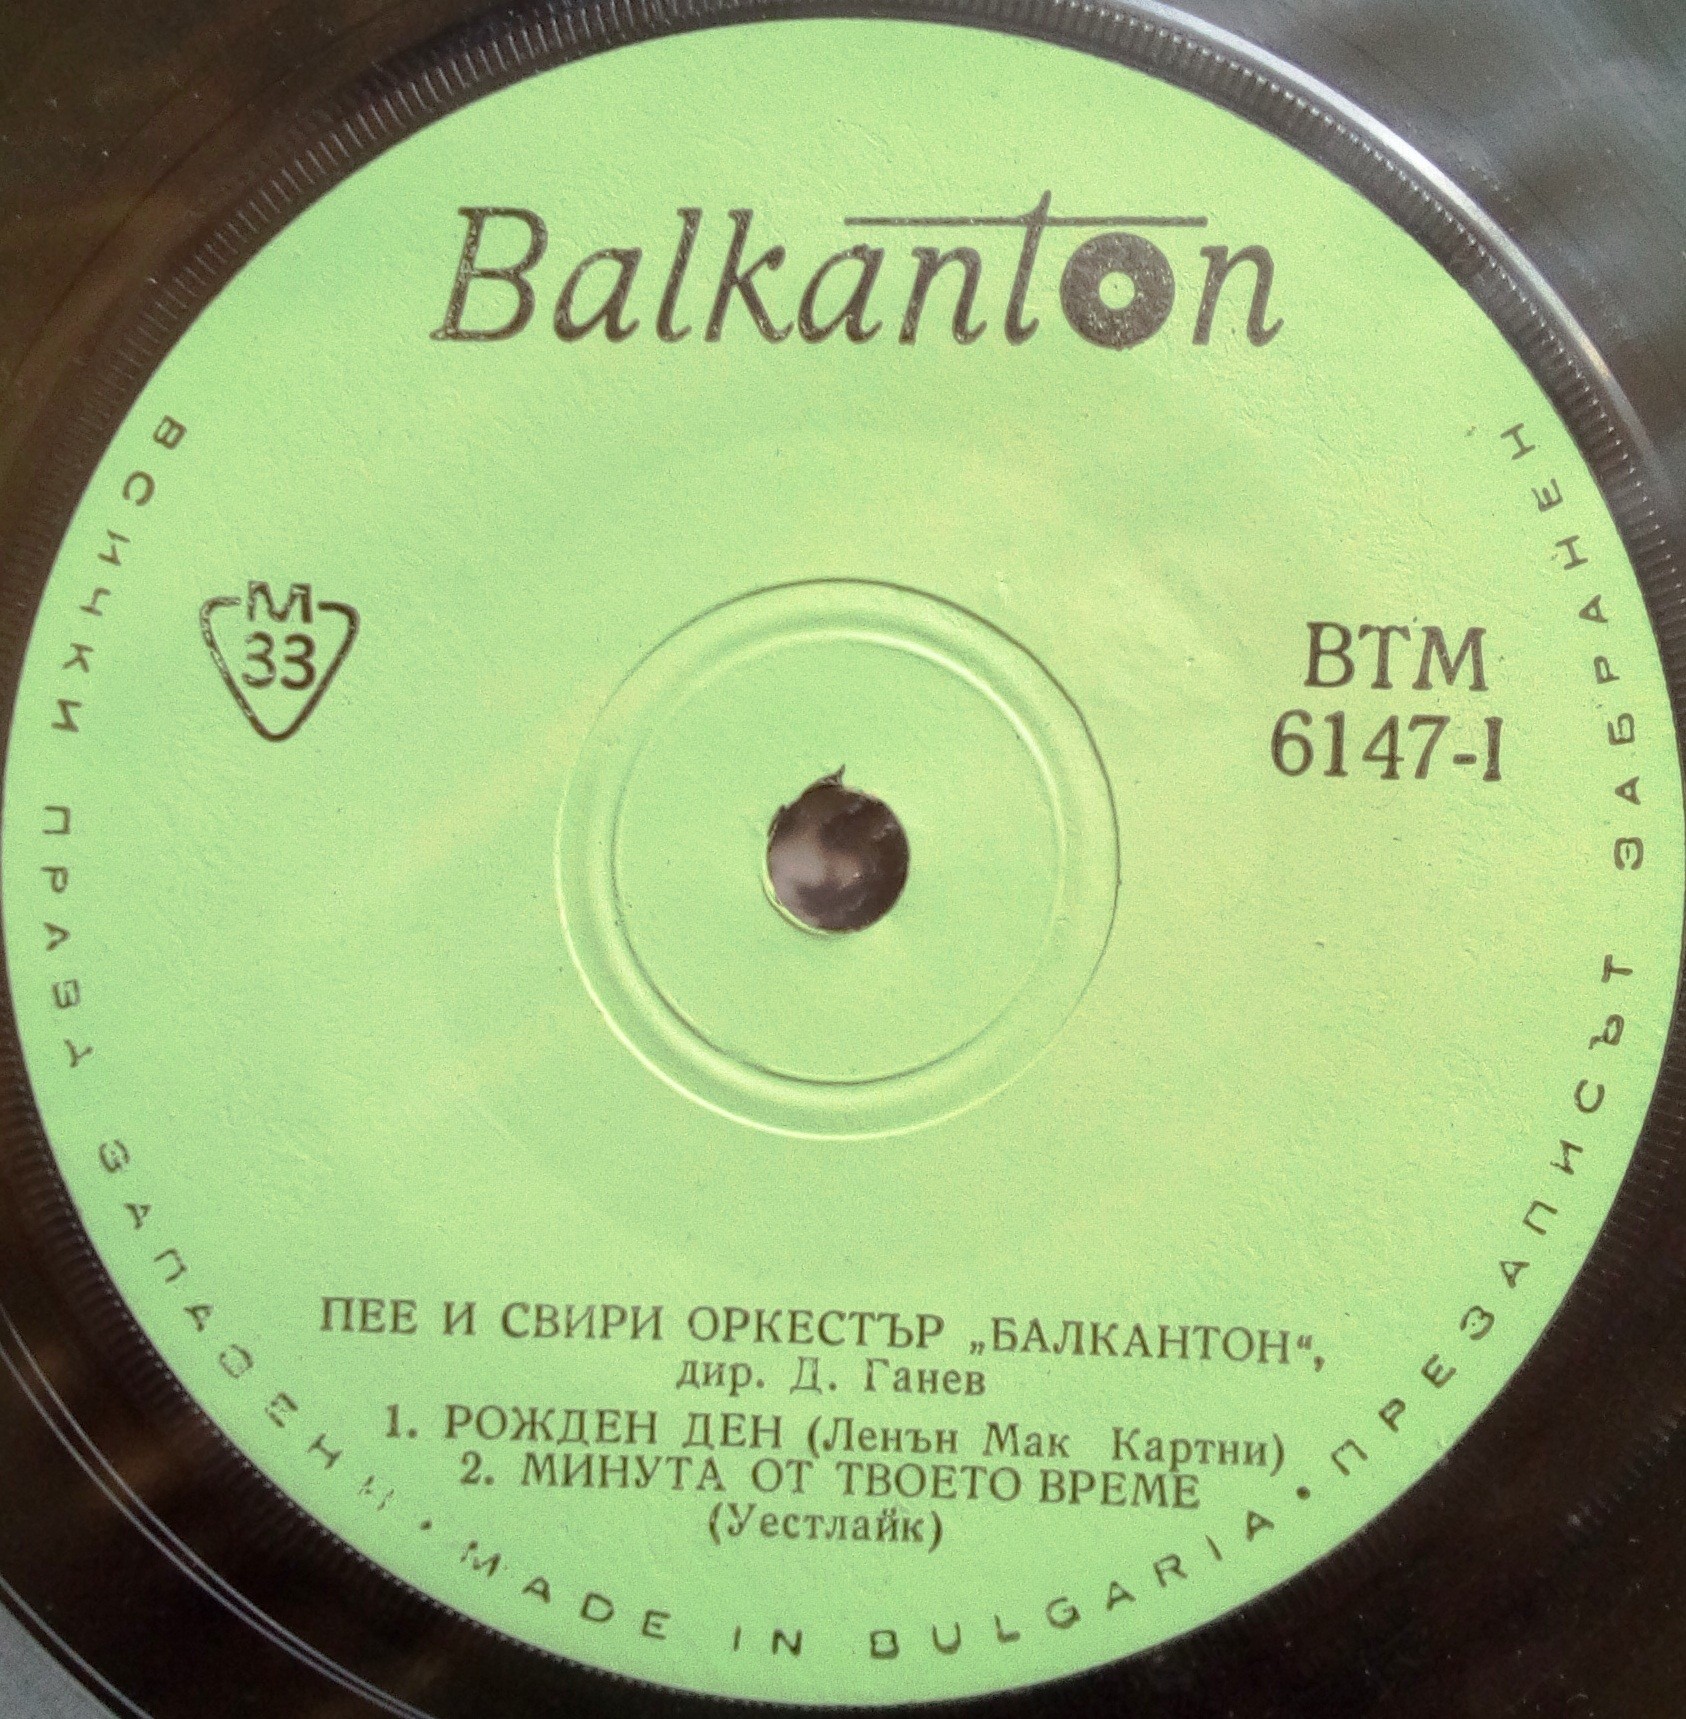 Balkanton
М
33
ВТМ
6147-I
ПЕЕ И СВИРИ ОРКЕСТЪР „БАЛКАНТОН“,
дир. Д. Ганев
1. РОЖДЕН ДЕН (Ленън Мак Картни)
2. МИНУТА ОТ ТВОЕТО ВРЕМЕ
(Уестлайк)
ВСИЧКИ ПРАВА ЗАПАЗЕНИ • MADE IN BULGARIA • ПРЕЗАПИСЪТ ЗАБРАНЕН